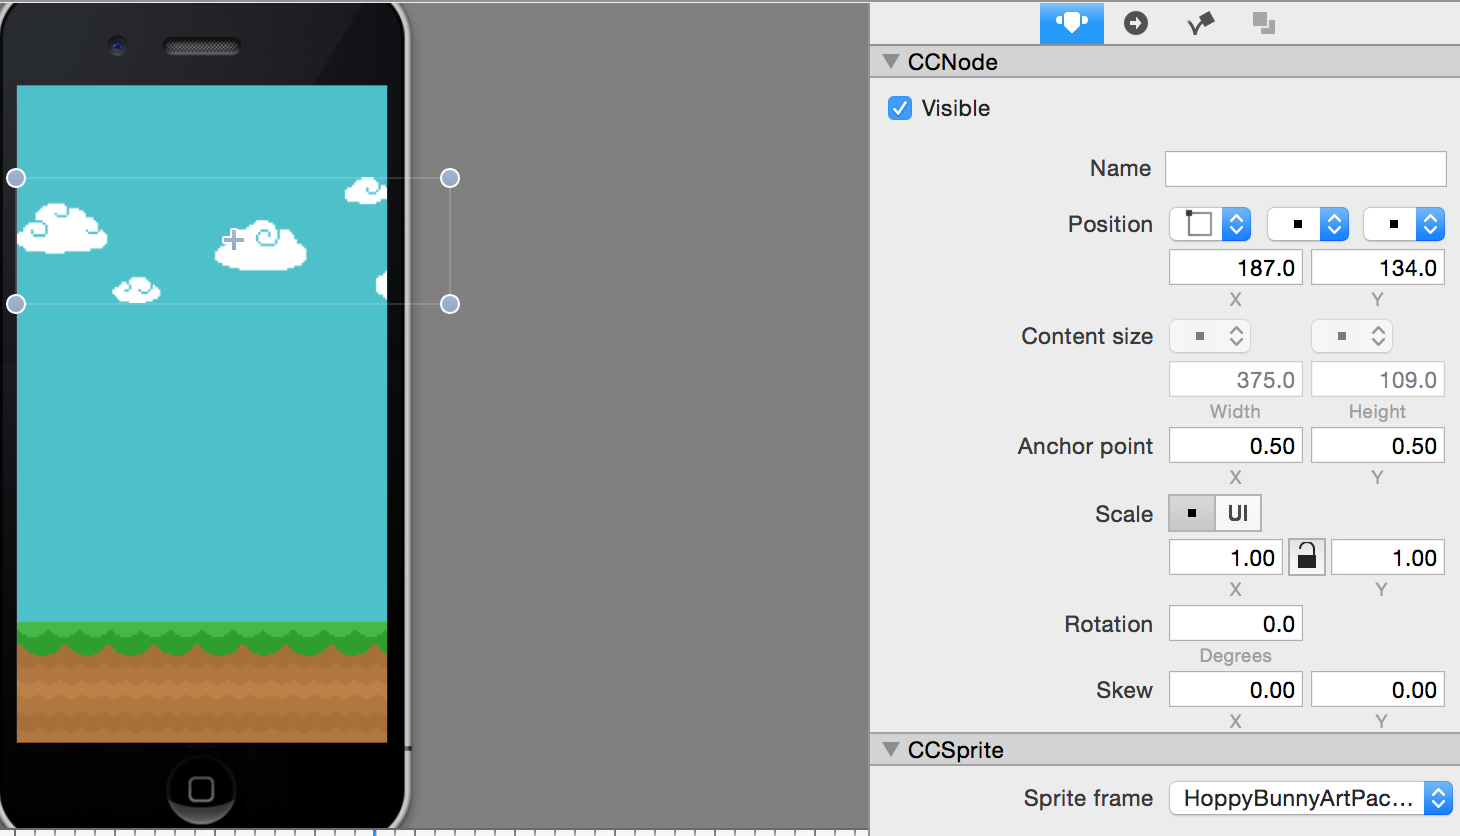 CCNode
Visible
Name
Position
187.0 134.0
X Y
Content size
375.0 109.0
Width Height
Anchor point 0.50 0.50
X Y
Scale UI
1.00 1.00
X Y
Rotation 0.0
Degrees
Skew 0.00 0.00
X Y
CCSprite
Sprite frame HoppyBunnyArtPac...